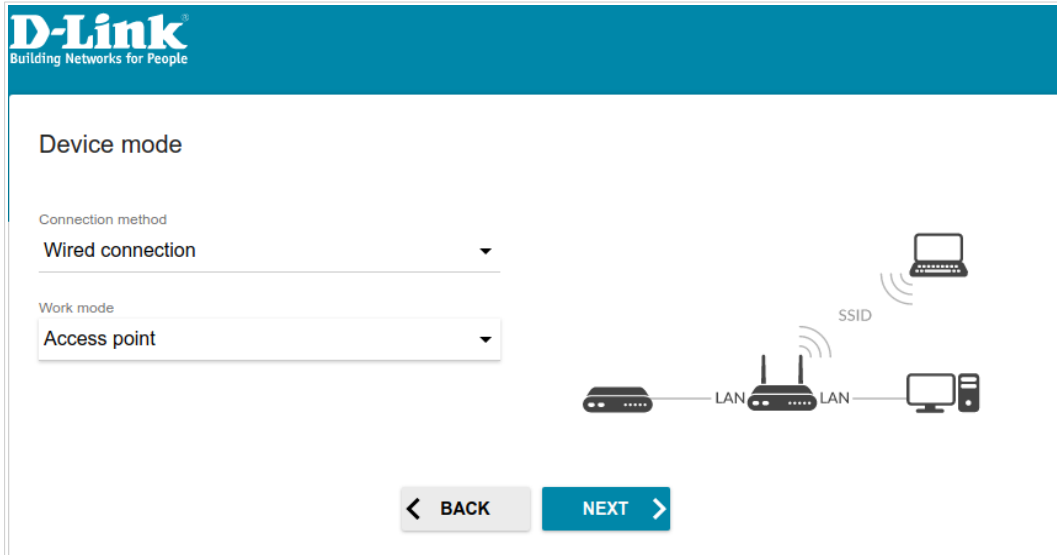 D-Link®
Building Networks for People
Device mode
Connection method
Wired connection
Work mode
Access point
SSID
LAN LAN
BACK NEXT